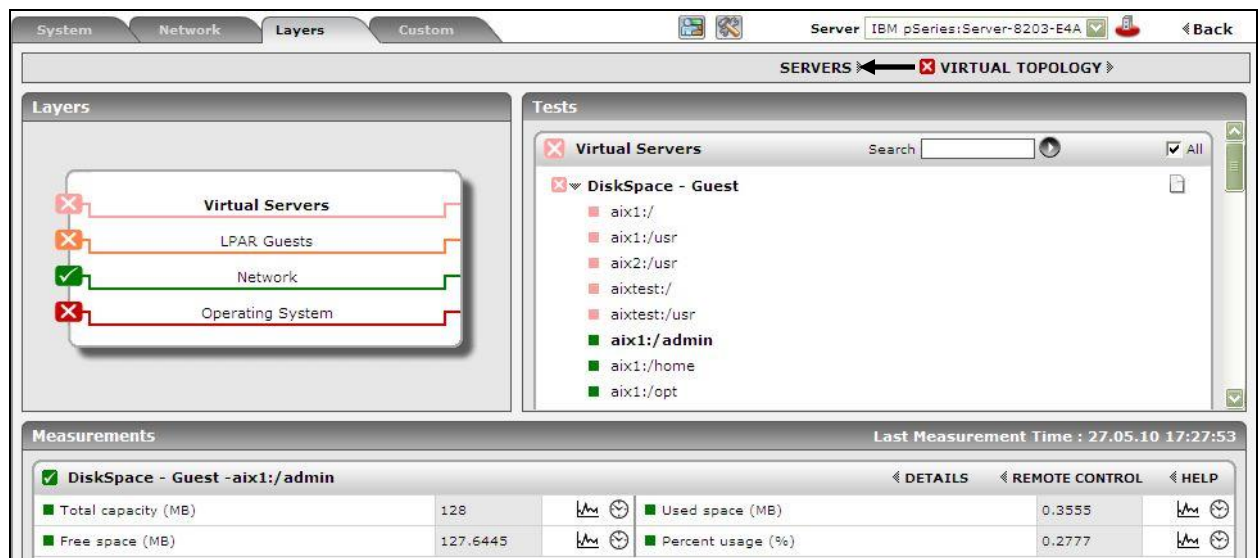 System Network Layers Custom Server IBM pSeries:Server-8203-E4A Back
SERVERS VIRTUAL TOPOLOGY
Layers
Virtual Servers
LPAR Guests
Network
Operating System
Tests
Virtual Servers Search All
DiskSpace - Guest
aix1:/
aix1:/usr
aix2:/usr
aixtest:/
aixtest:/usr
aix1:/admin
aix1:/home
aix1:/opt
Measurements Last Measurement Time : 27.05.10 17:27:53
DiskSpace - Guest -aix1:/admin DETAILS REMOTE CONTROL HELP
Total capacity (MB) 128 Used space (MB) 0.3555
Free space (MB) 127.6445 Percent usage (%) 0.2777